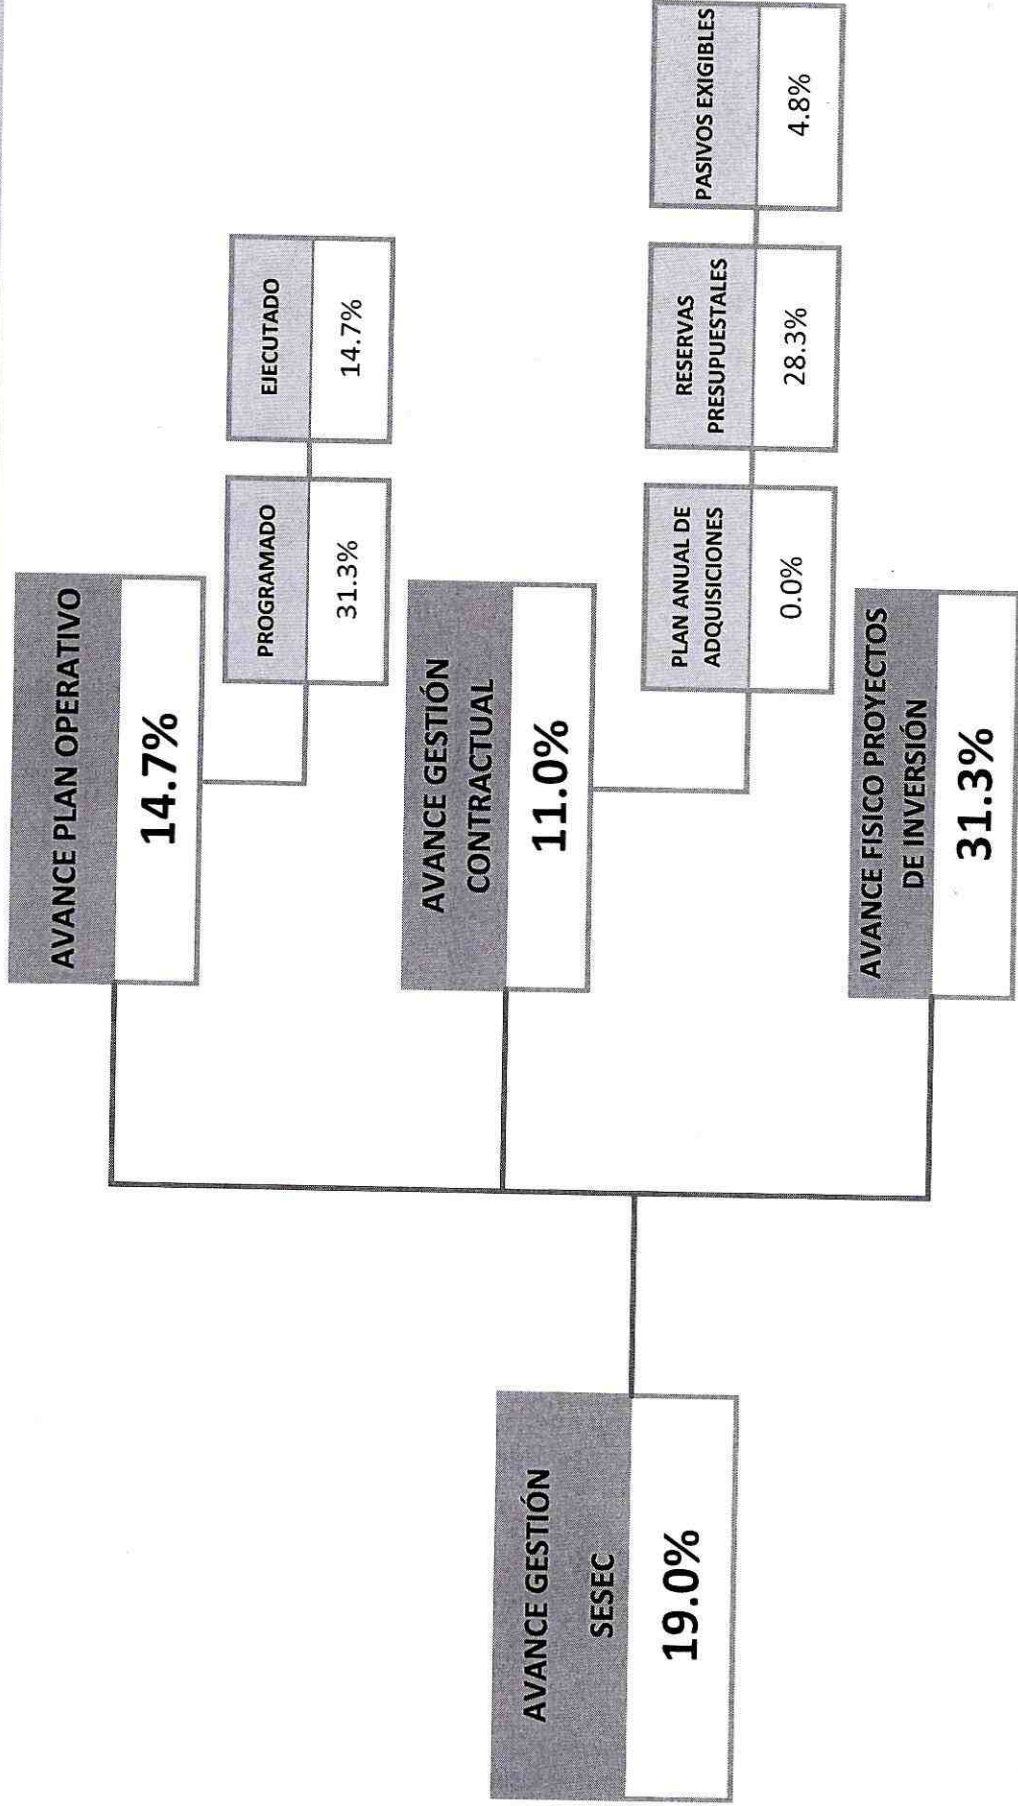 AVANCE GESTIÓN
SESEC
19.0%
AVANCE PLAN OPERATIVO
14.7%
PROGRAMADO
31.3%
EJECUTADO
14.7%
AVANCE GESTIÓN
CONTRACTUAL
11.0%
PLAN ANUAL DE
ADQUISICIONES
0.0%
RESERVAS
PRESUPUESTALES
28.3%
PASIVOS EXIGIBLES
4.8%
AVANCE FISICO PROYECTOS
DE INVERSIÓN
31.3%